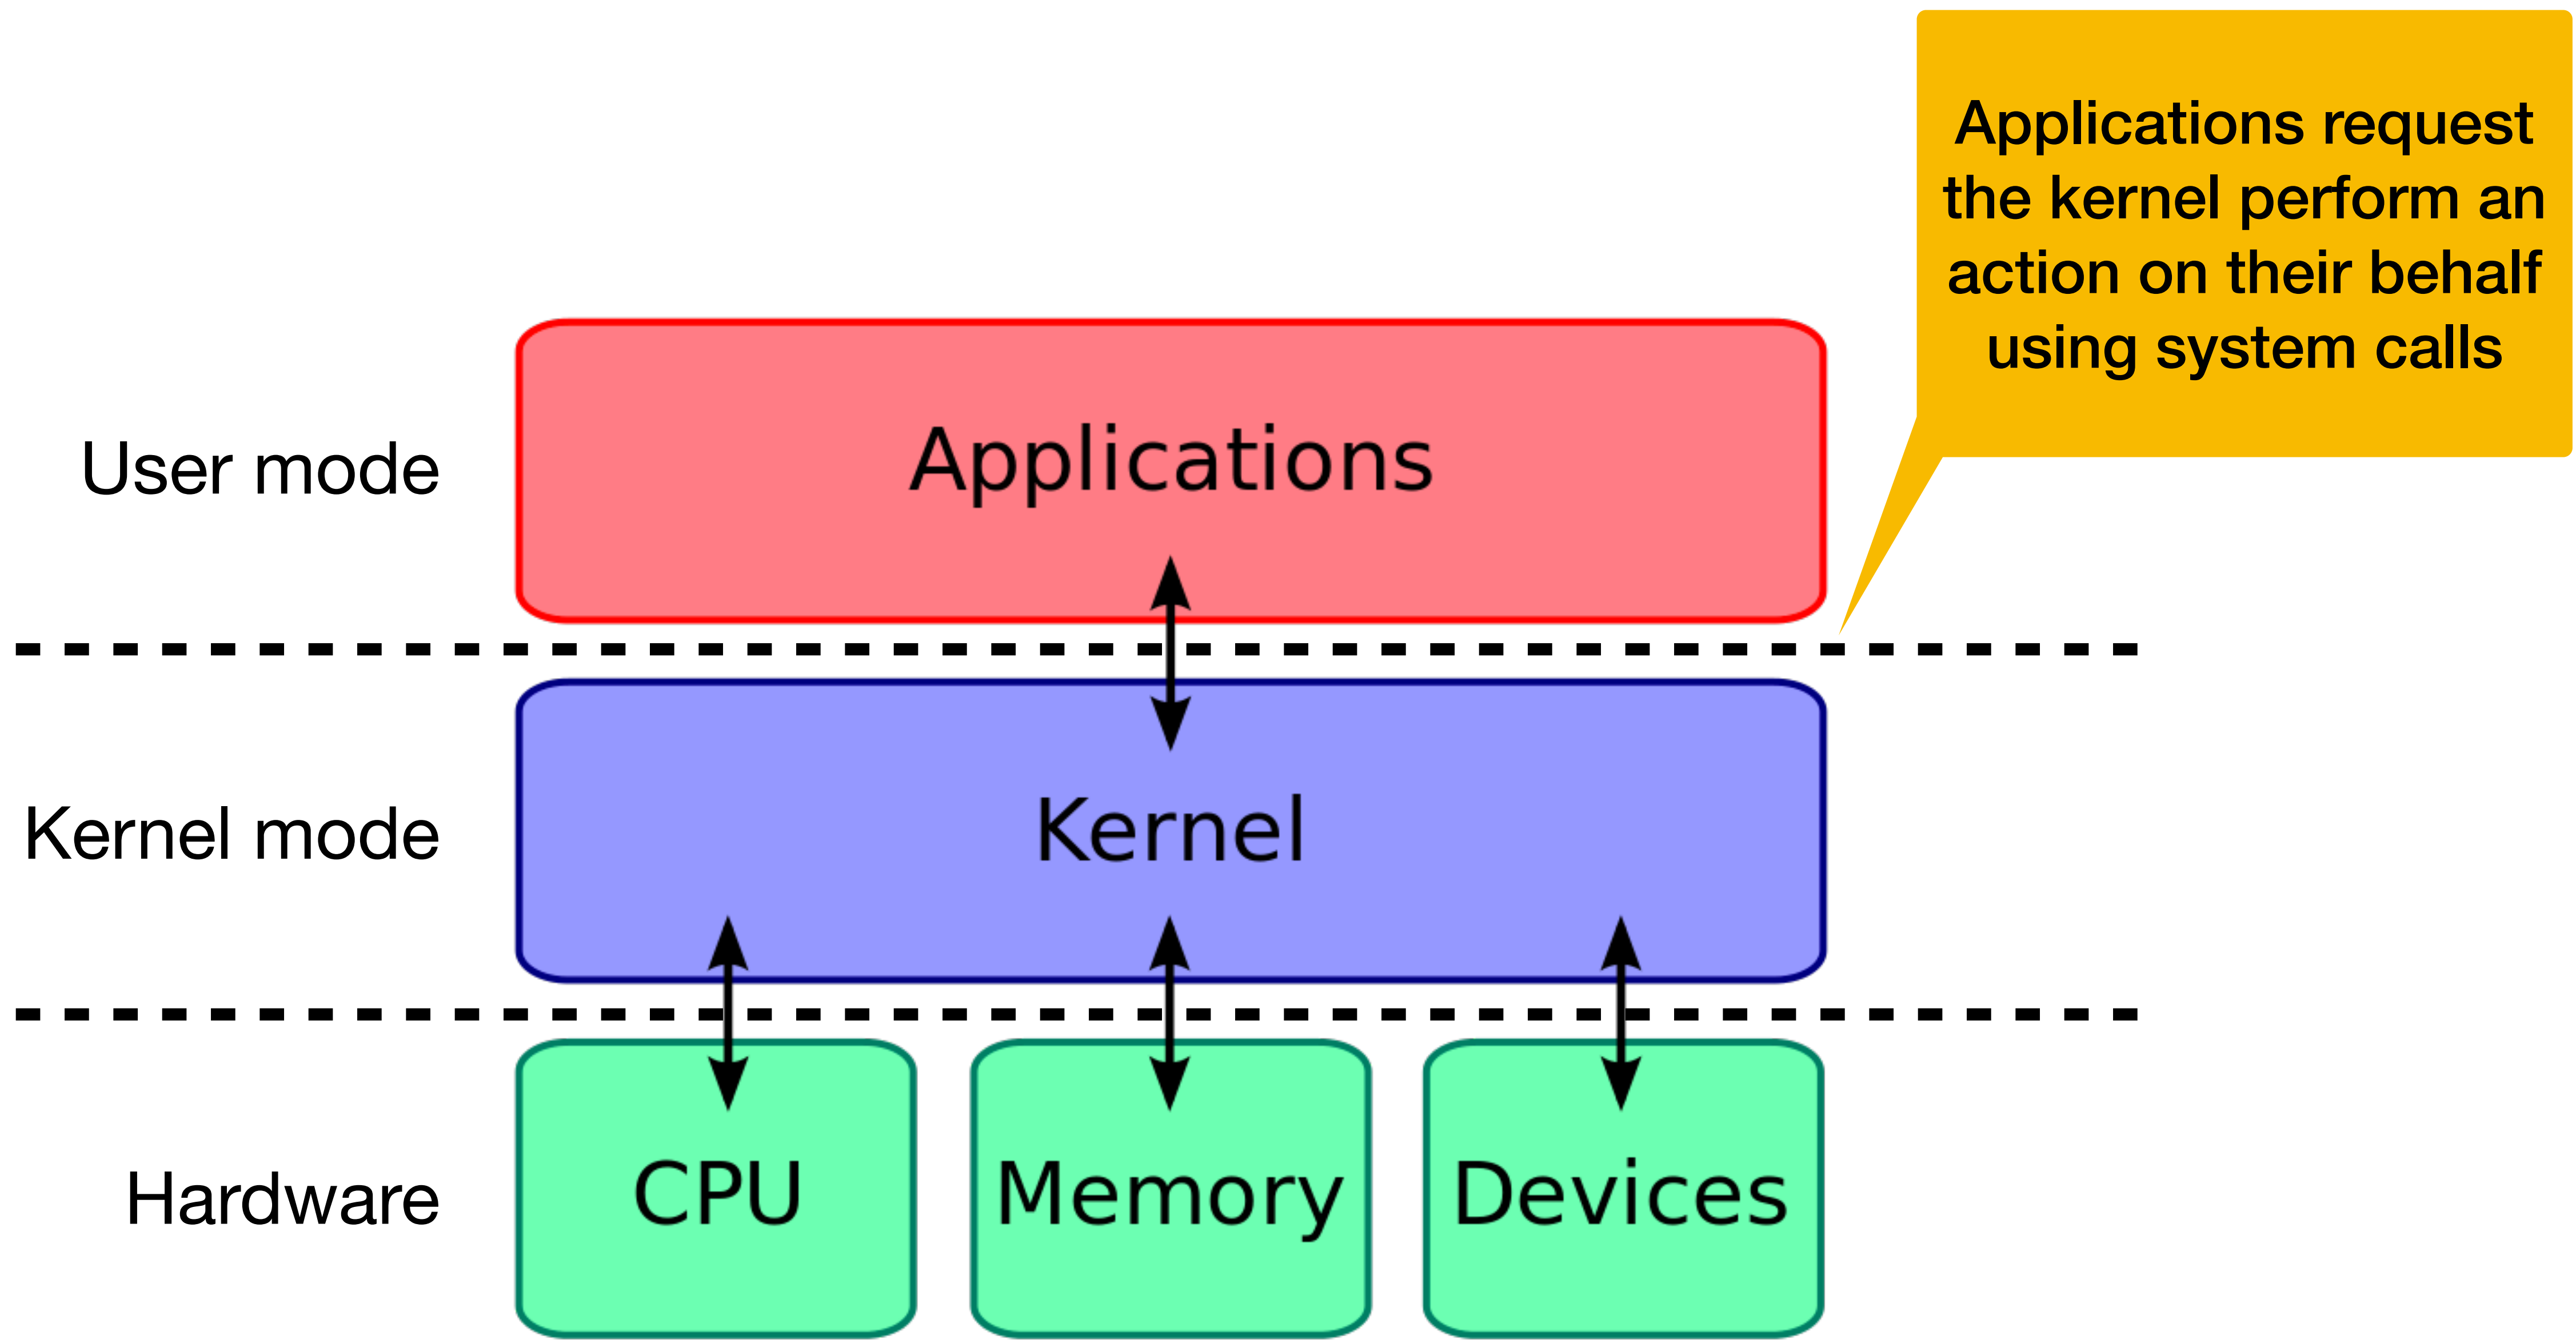 Applications request
the kernel perform an
action on their behalf
using system calls
User mode
Applications
Kernel mode
Kernel
Hardware
CPU
Memory
Devices